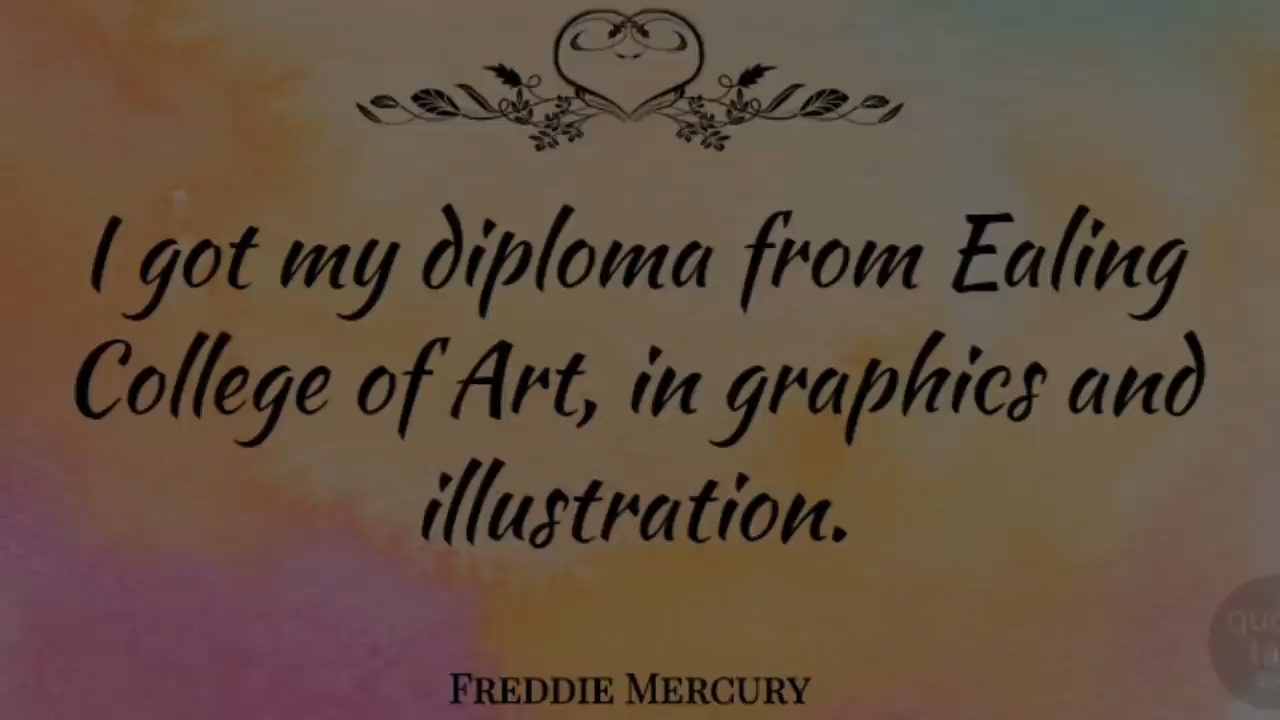 I got my diploma from Ealing
College of Art, in graphics and
illustration.
FREDDIE MERCURY